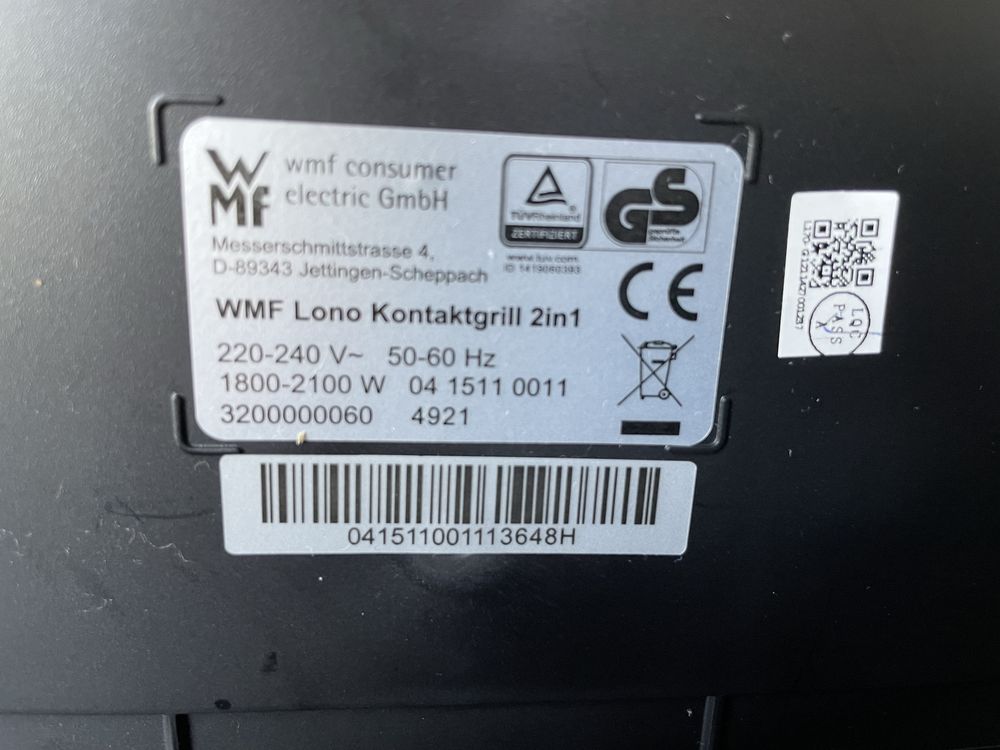 WMF
wmf consumer
electric GmbH
Messerschmittstrasse 4,
D-89343 Jettingen-Scheppach
TÜVRheinland
ZERTIFIZIERT
www.tuv.com
ID 1419060393
GS
geprüfte
Sicherheit
CE
WMF Lono Kontaktgrill 2in1
220-240 V~ 50-60 Hz
1800-2100 W 04 1511 0011
3200000060 4921
041511001113648H
LQC
PASS